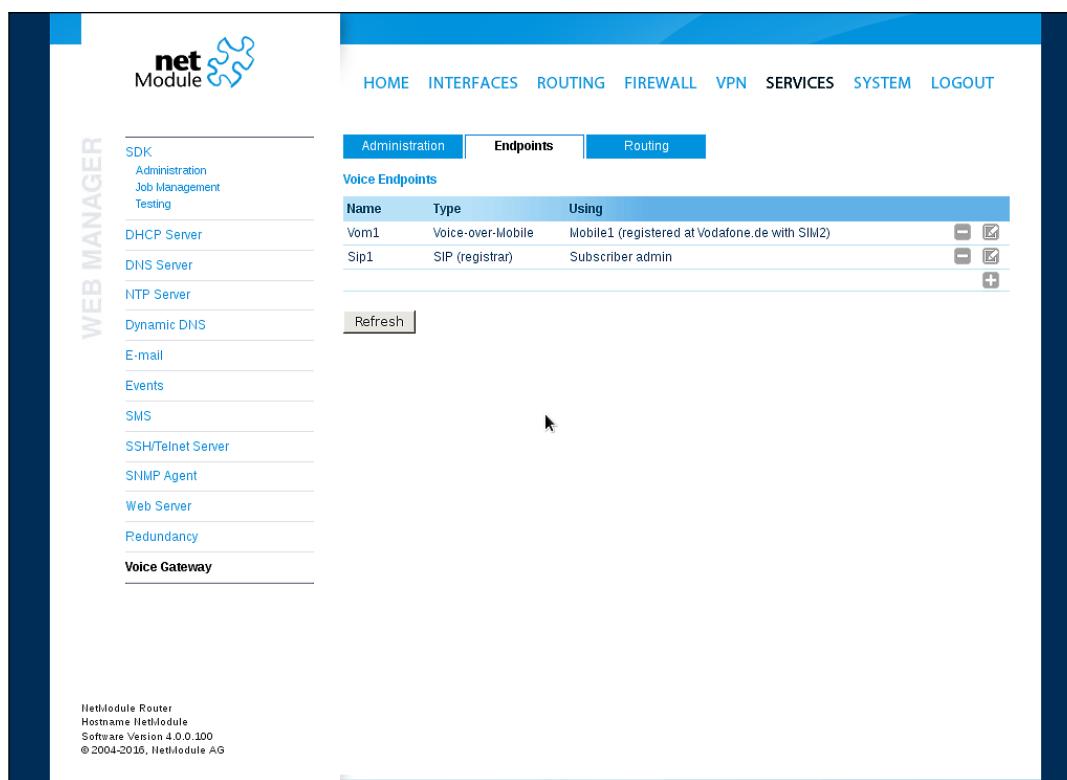 net
Module
HOME INTERFACES ROUTING FIREWALL VPN SERVICES SYSTEM LOGOUT
WEB MANAGER
SDK
Administration
Job Management
Testing
DHCP Server
DNS Server
NTP Server
Dynamic DNS
E-mail
Events
SMS
SSH/Telnet Server
SNMP Agent
Web Server
Redundancy
Voice Gateway
Administration Endpoints Routing
Voice Endpoints
Name Type Using
Vom1 Voice-over-Mobile Mobile1 (registered at Vodafone.de with SIM2)
Sip1 SIP (registrar) Subscriber admin
Refresh
NetModule Router
Hostname NetModule
Software Version 4.0.0.100
© 2004-2016, NetModule AG